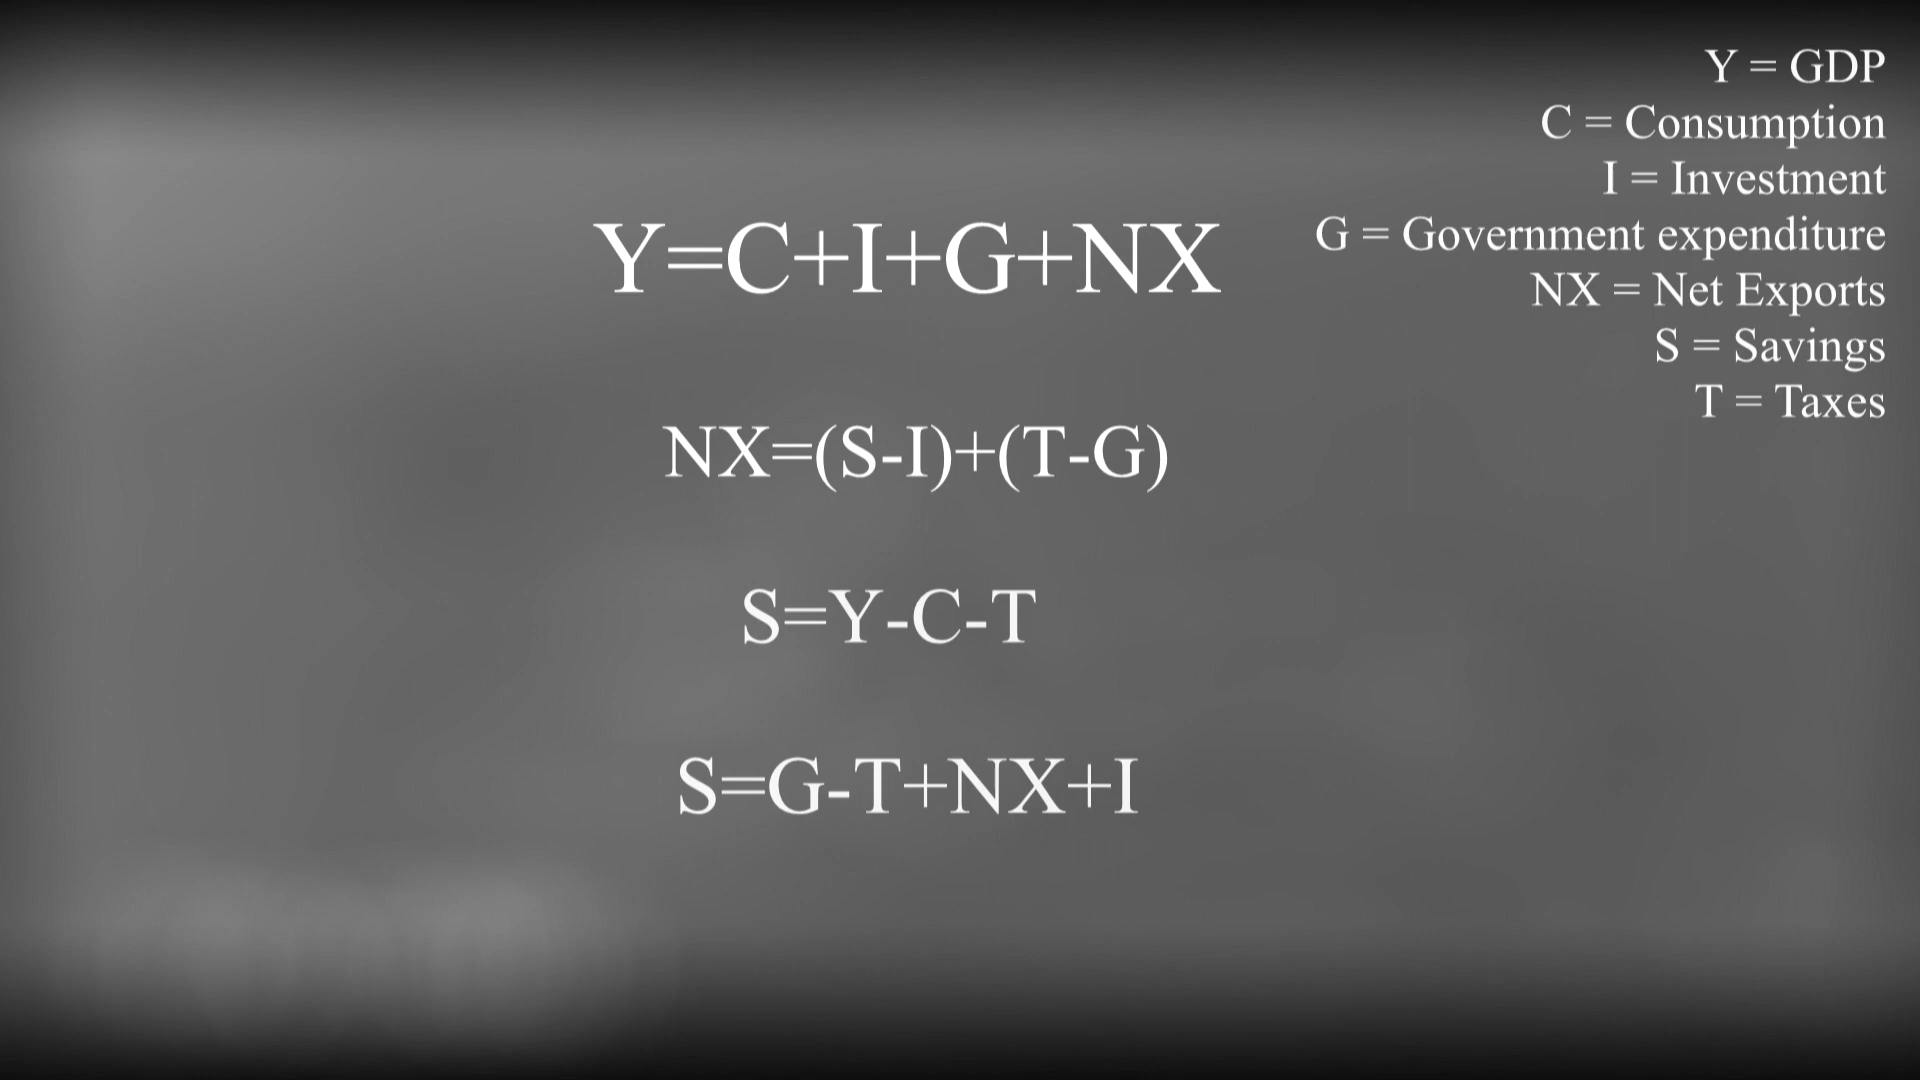 Y = GDP
C = Consumption
I = Investment
G = Government expenditure
NX = Net Exports
S = Savings
T = Taxes
Y=C+I+G+NX
NX=(S-I)+(T-G)
S=Y-C-T
S=G-T+NX+I